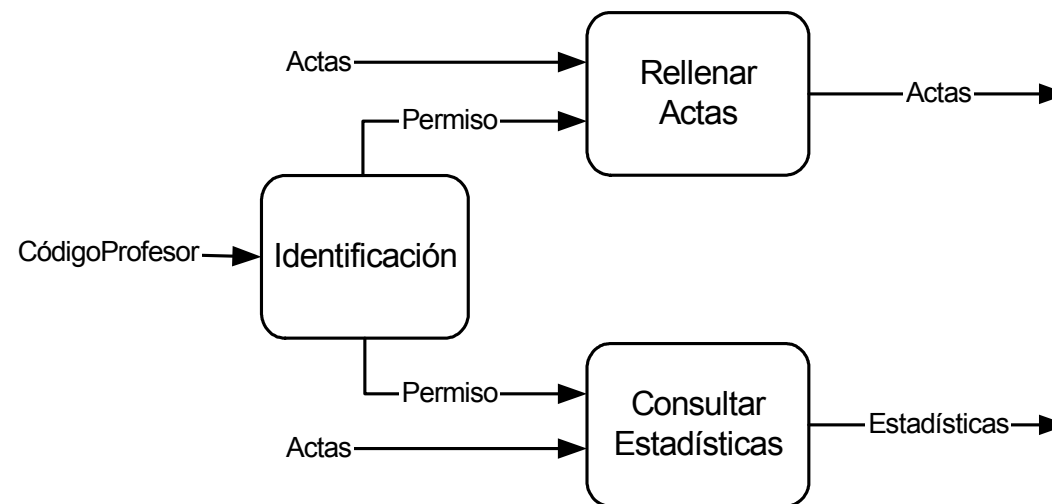 Actas
Rellenar
Actas
Actas
Permiso
CódigoProfesor
Identificación
Permiso
Consultar
Estadísticas
Estadísticas
Actas